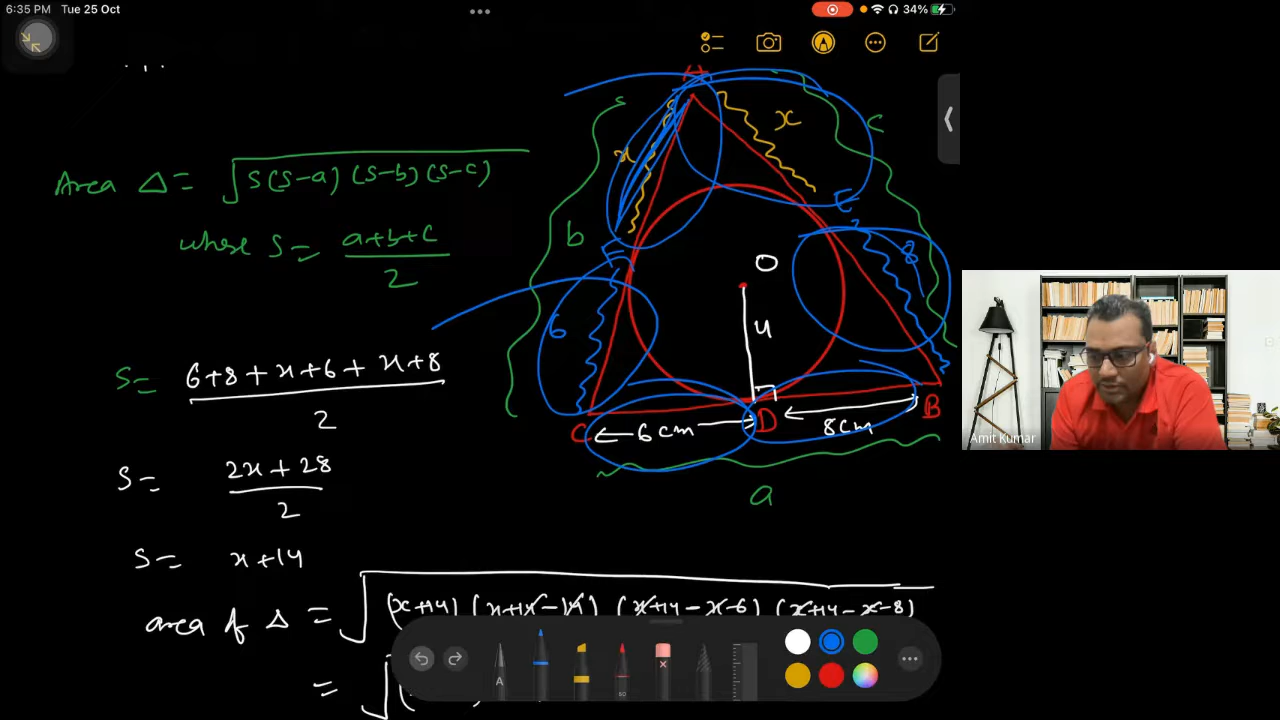 6:35 PM Tue 25 Oct
34%
Area Δ = √S(S-a) (S-b) (S-c)
where S = a+b+c
2
S = 6+8+x+6+x+8
2
S = 2x+28
2
S = x+14
area of Δ = √(x+14) (x+14-14) (x+14-x-6) (x+14-x-8)
= √(
A
x
x
c
E
b
F
8
O
6
4
C
6cm
D
8cm
B
a
A
50
Amit Kumar